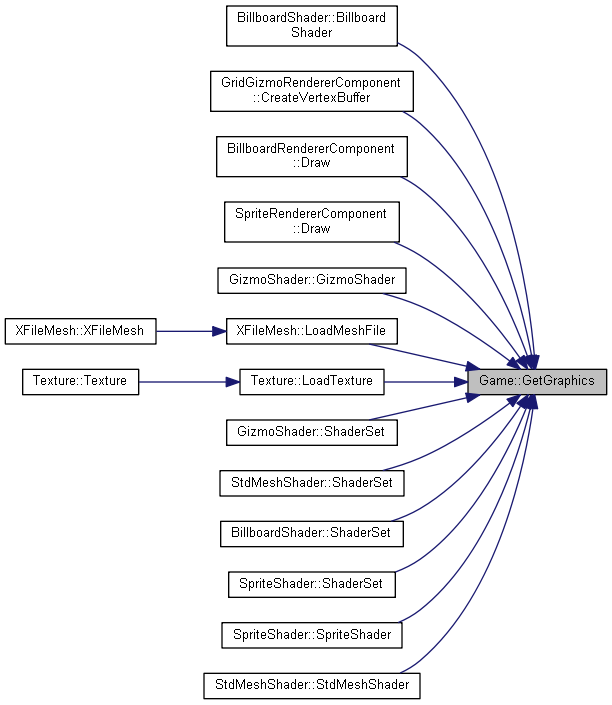 BillboardShader::Billboard
Shader
GridGizmoRendererComponent
::CreateVertexBuffer
BillboardRendererComponent
::Draw
SpriteRendererComponent
::Draw
GizmoShader::GizmoShader
XFileMesh::XFileMesh
XFileMesh::LoadMeshFile
Texture::Texture
Texture::LoadTexture
Game::GetGraphics
GizmoShader::ShaderSet
StdMeshShader::ShaderSet
BillboardShader::ShaderSet
SpriteShader::ShaderSet
SpriteShader::SpriteShader
StdMeshShader::StdMeshShader